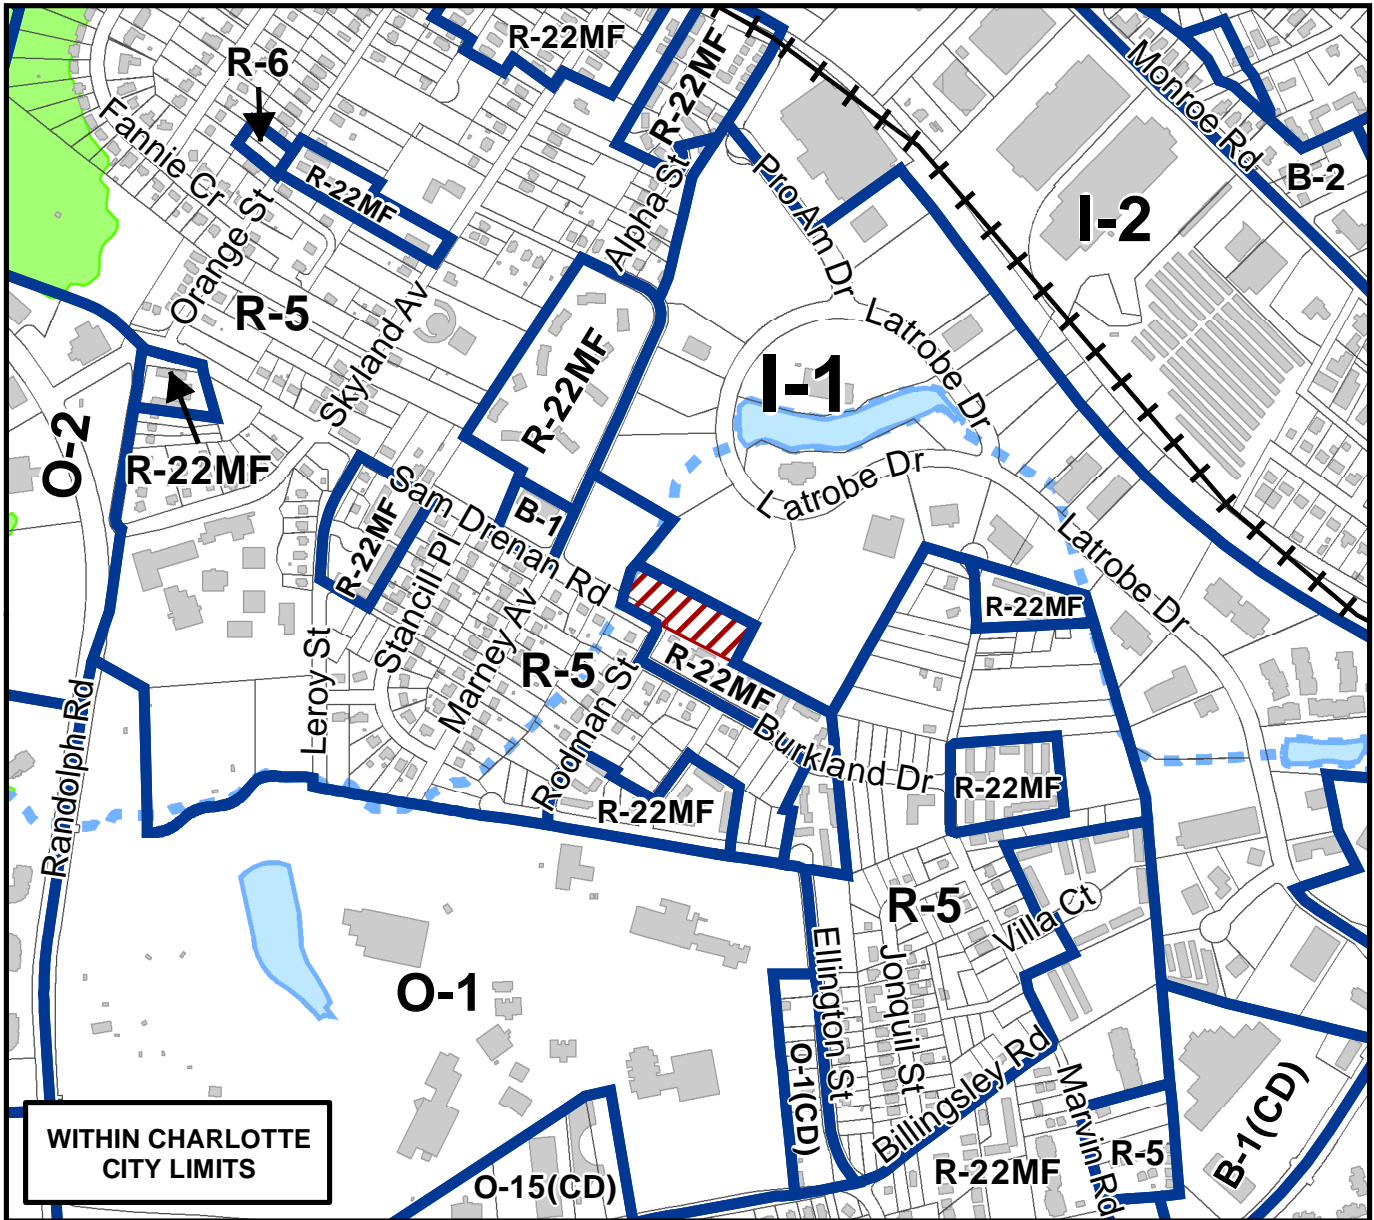 R-22MF
R-6
R-22MF
Monroe Rd
Fannie Cr
B-2
Pro Am Dr
R-22MF
I-2
Alpha St
Orange St
R-5
Skyland Av
Latrobe Dr
R-22MF
I-1
O-2
R-22MF
Latrobe Dr
Sam Drenan Rd
B-1
R-22MF
Latrobe Dr
Stancill Pl
R-22MF
Marney Av
Leroy St
R-5
R-22MF
Rodman St
Randolph Rd
Burkland Dr
R-22MF
R-22MF
R-5
Villa Ct
O-1
Ellington St
Jonquil St
O-1(CD)
Billingsley Rd
Marvin Rd
B-1(CD)
WITHIN CHARLOTTE
CITY LIMITS
O-15(CD)
R-22MF
R-5